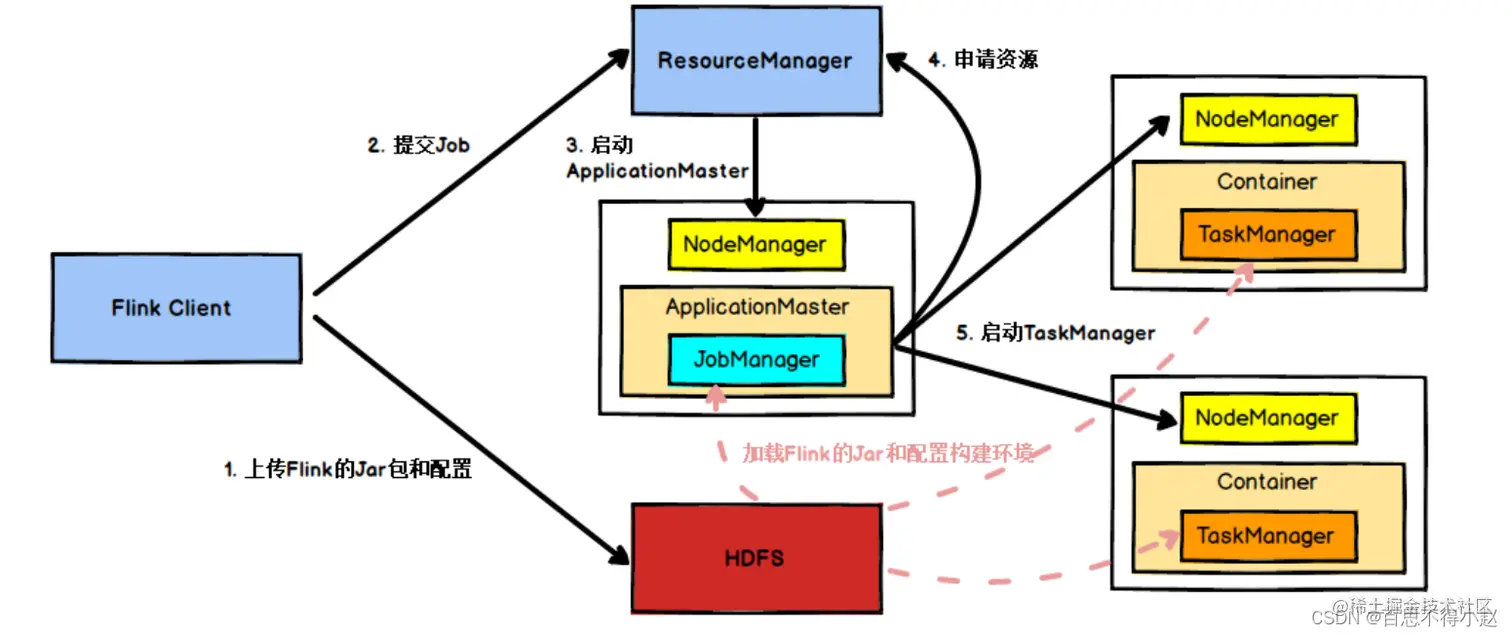 ResourceManager
4. 申请资源
NodeManager
Container
TaskManager
2. 提交Job
3. 启动
ApplicationMaster
NodeManager
ApplicationMaster
JobManager
Flink Client
5. 启动TaskManager
NodeManager
Container
TaskManager
加载Flink的Jar和配置构建环境
1. 上传Flink的Jar包和配置
HDFS
@稀土掘金技术社区
CSDN @百思不得小赵